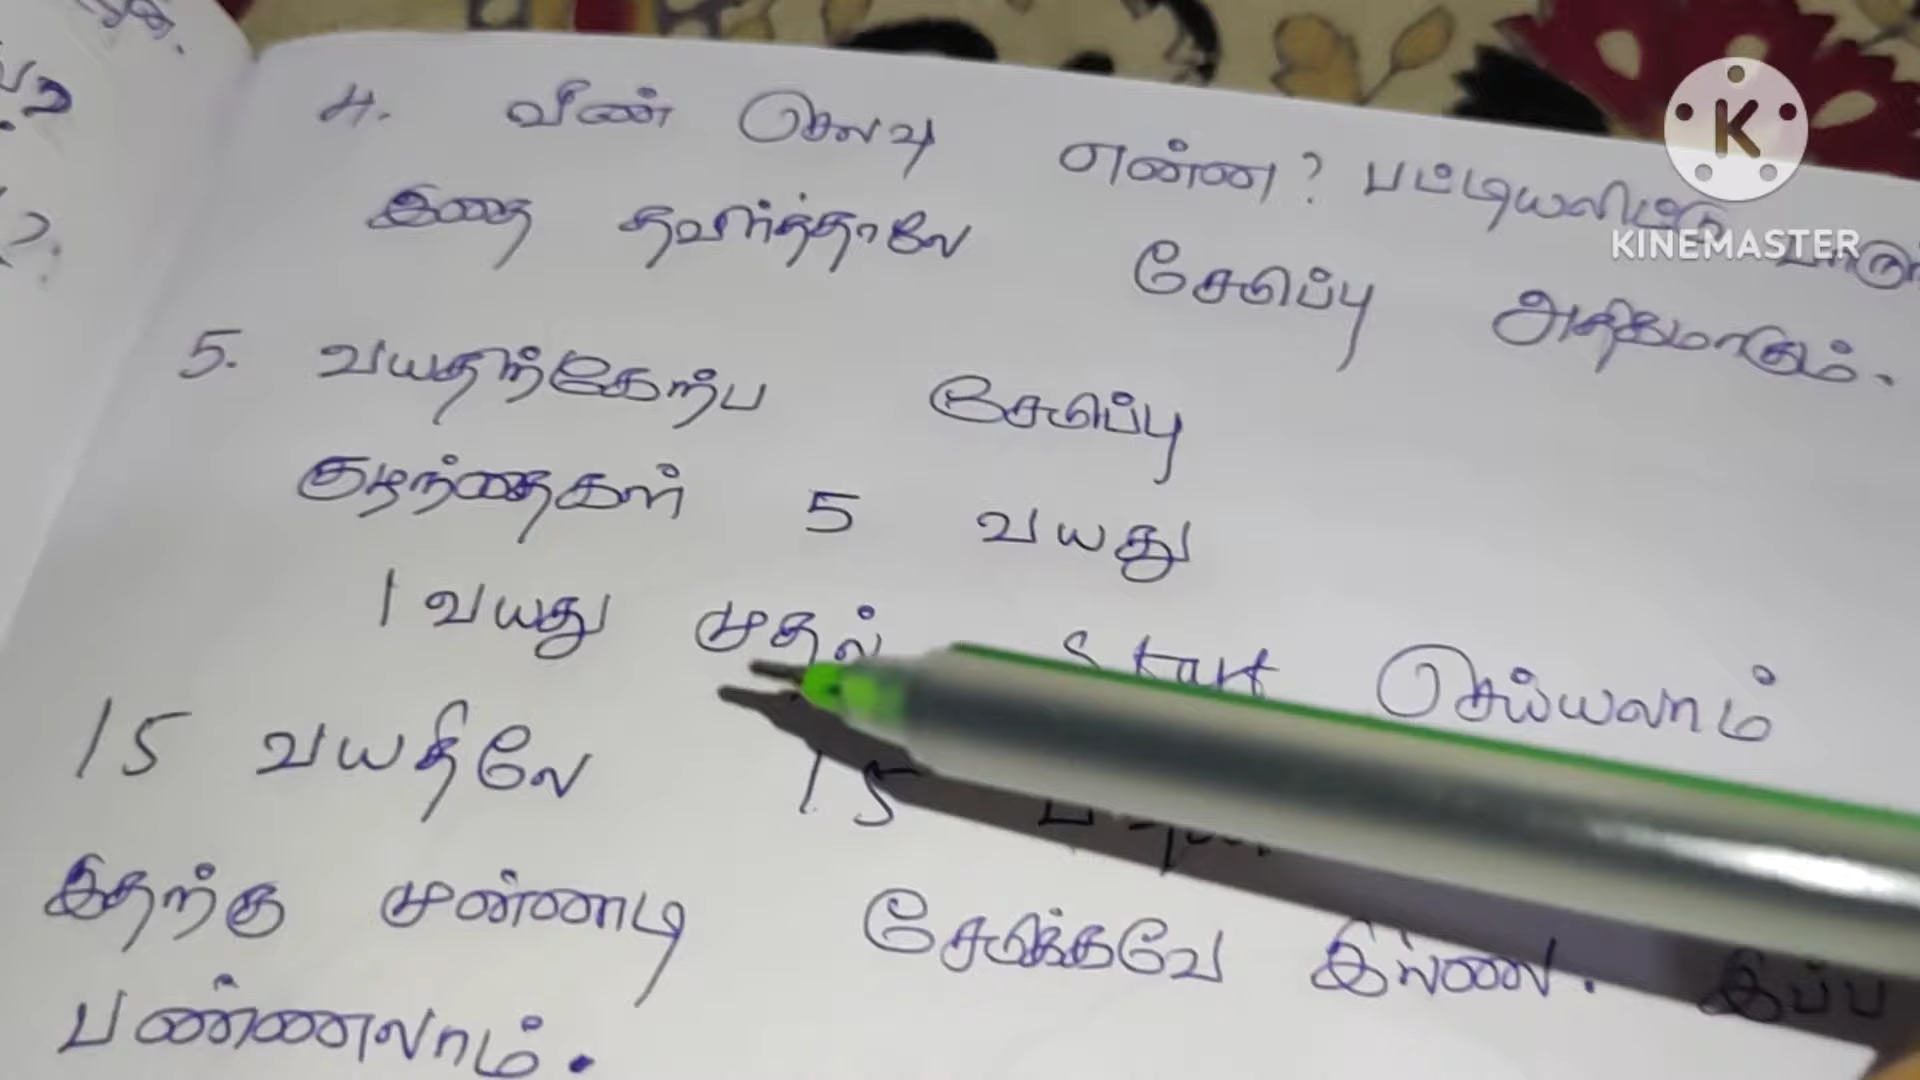 4. வீண் செலவு என்ன? பட்டியலிட்டு
இதை தவிர்த்தாலே சேமிப்பு அதிகமாகும்.
5. வயதிற்கேற்ப சேமிப்பு
குழந்தைகள் 5 வயது
1 வயது முதல் Start செய்யலாம்
15 வயதிலே 15
இதற்கு முன்னாடி சேமிக்கவே இல்லை. இப்ப
பண்ணலாம்.
KINEMASTER